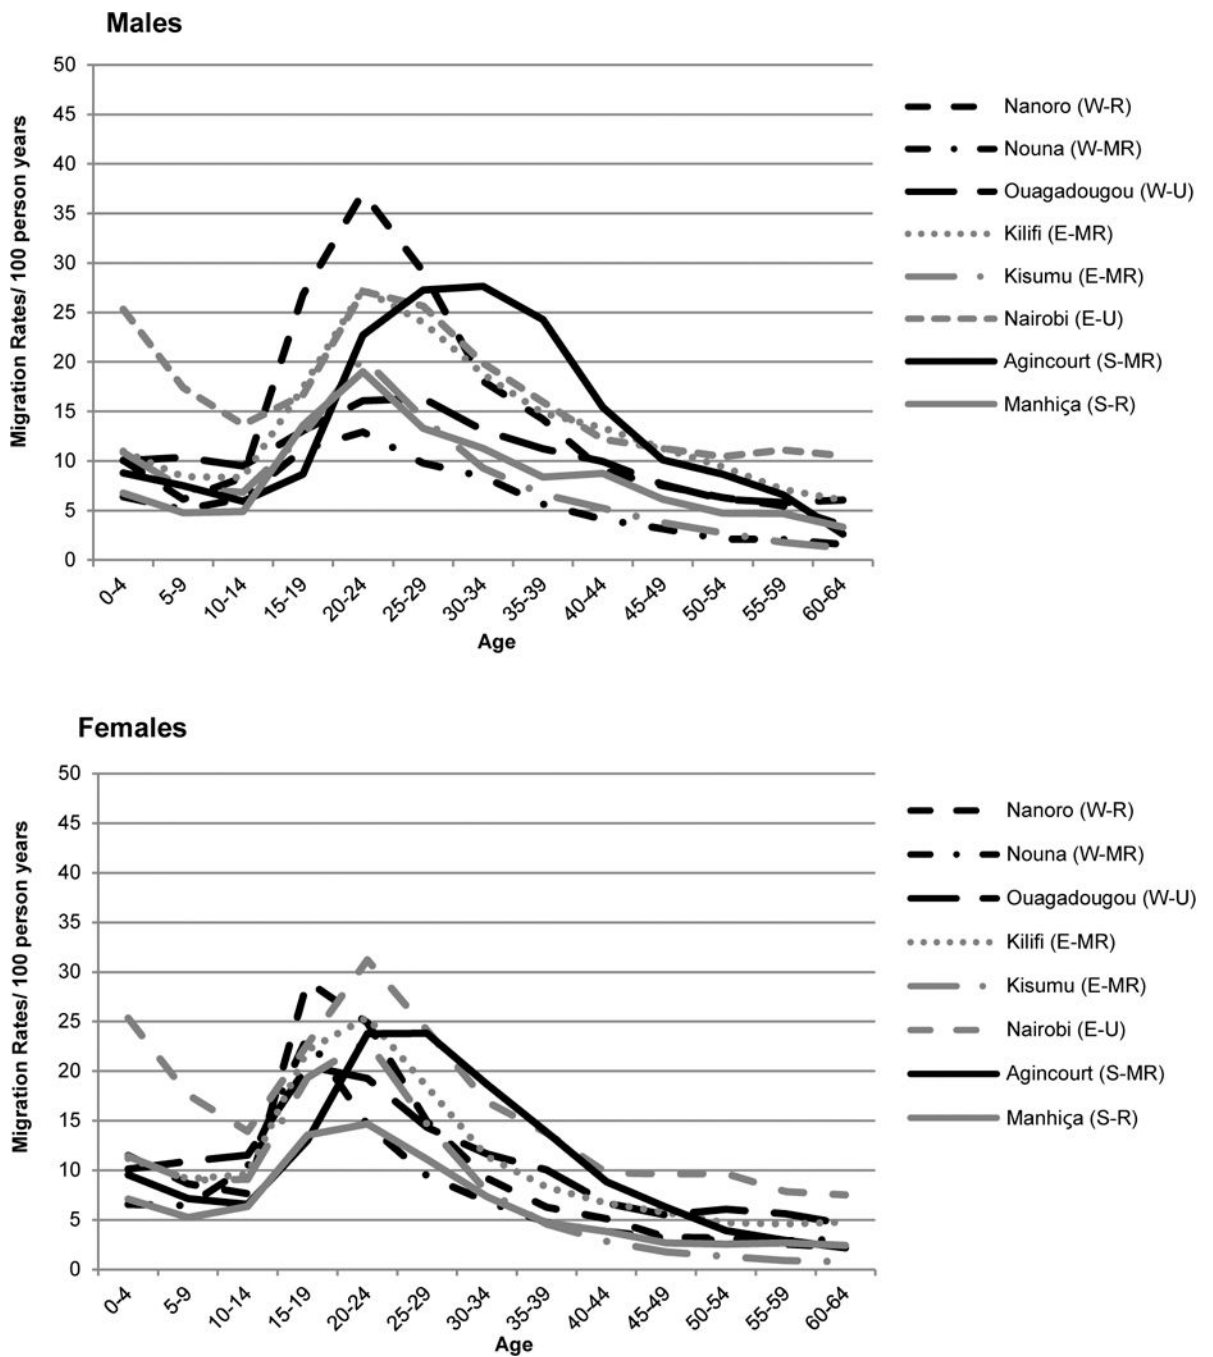 Males
Migration Rates/ 100 person years
50
45
40
35
30
25
20
15
10
5
0
0-4
5-9
10-14
15-19
20-24
25-29
30-34
35-39
40-44
45-49
50-54
55-59
60-64
Age
Nanoro (W-R)
Nouna (W-MR)
Ouagadougou (W-U)
Kilifi (E-MR)
Kisumu (E-MR)
Nairobi (E-U)
Agincourt (S-MR)
Manhiça (S-R)
Females
Migration Rates/ 100 person years
50
45
40
35
30
25
20
15
10
5
0
0-4
5-9
10-14
15-19
20-24
25-29
30-34
35-39
40-44
45-49
50-54
55-59
60-64
Age
Nanoro (W-R)
Nouna (W-MR)
Ouagadougou (W-U)
Kilifi (E-MR)
Kisumu (E-MR)
Nairobi (E-U)
Agincourt (S-MR)
Manhiça (S-R)